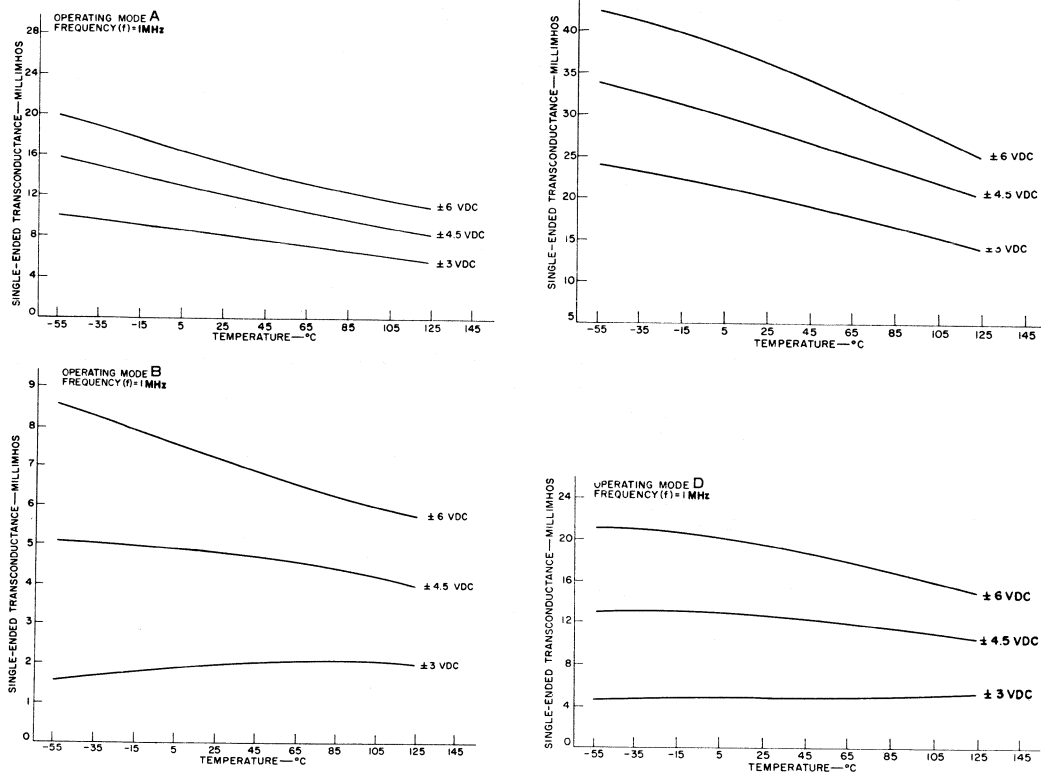 OPERATING MODE A
FREQUENCY (f) = 1MHz
SINGLE-ENDED TRANSCONDUCTANCE—MILLIMHOS
28
24
20
16
12
8
4
0
±6 VDC
±4.5 VDC
±3 VDC
-55 -35 -15 5 25 45 65 85 105 125 145
TEMPERATURE—°C
SINGLE-ENDED TRANSCONDUCTANCE—MILLIMHOS
40
35
30
25
20
15
10
5
±6 VDC
±4.5 VDC
VDC
-55 -35 -15 5 25 45 65 85 105 125 145
TEMPERATURE—°C
OPERATING MODE B
FREQUENCY (f) = 1MHz
SINGLE-ENDED TRANSCONDUCTANCE—MILLIMHOS
9
8
7
6
5
4
3
2
1
0
±6 VDC
±4.5 VDC
±3 VDC
-55 -35 -15 5 25 45 65 85 105 125 145
TEMPERATURE—°C
OPERATING MODE D
FREQUENCY (f) = 1MHz
SINGLE-ENDED TRANSCONDUCTANCE—MILLIMHOS
24
20
16
12
8
4
0
±6 VDC
±4.5 VDC
±3 VDC
-55 -35 -15 5 25 45 65 85 105 125 145
TEMPERATURE—°C